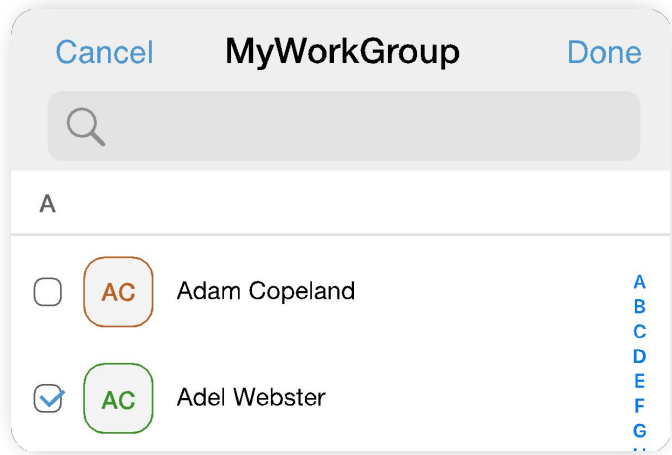 Cancel MyWorkGroup Done
A
AC Adam Copeland
AC Adel Webster
A
B
C
D
E
F
G